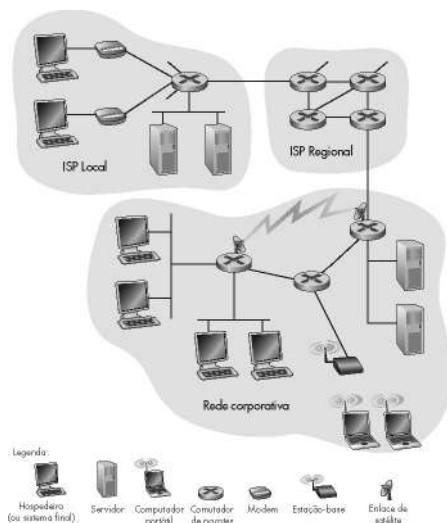 ISP Local
ISP Regional
Rede corporativa
Legenda:
Hospedeiro
(ou sistema final)
Servidor
Computador
portátil
Comutador
de pacotes
Modem
Estação-base
Enlace de
satélite